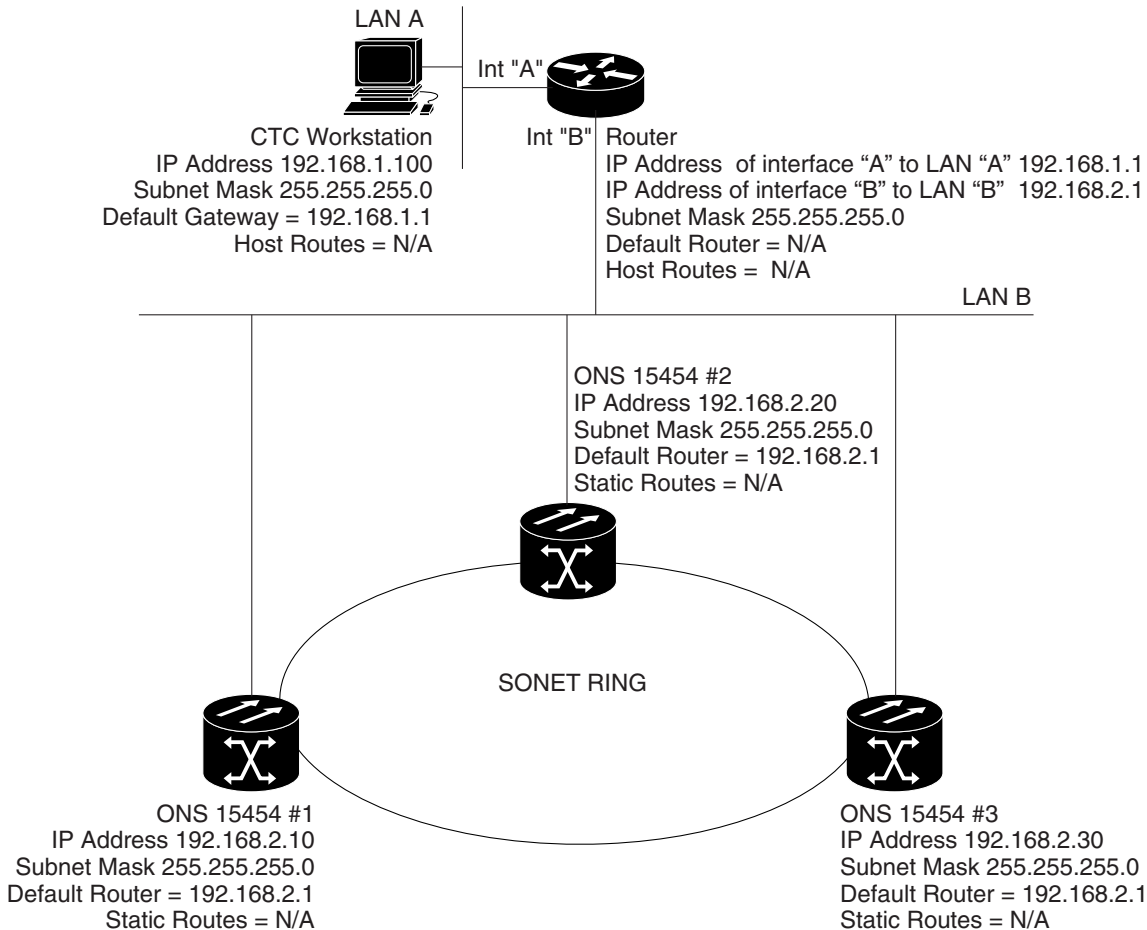 LAN A
Int "A"
CTC Workstation
IP Address 192.168.1.100
Subnet Mask 255.255.255.0
Default Gateway = 192.168.1.1
Host Routes = N/A
Int "B"
Router
IP Address of interface “A” to LAN “A” 192.168.1.1
IP Address of interface “B” to LAN “B” 192.168.2.1
Subnet Mask 255.255.255.0
Default Router = N/A
Host Routes = N/A
LAN B
ONS 15454 #2
IP Address 192.168.2.20
Subnet Mask 255.255.255.0
Default Router = 192.168.2.1
Static Routes = N/A
SONET RING
ONS 15454 #1
IP Address 192.168.2.10
Subnet Mask 255.255.255.0
Default Router = 192.168.2.1
Static Routes = N/A
ONS 15454 #3
IP Address 192.168.2.30
Subnet Mask 255.255.255.0
Default Router = 192.168.2.1
Static Routes = N/A